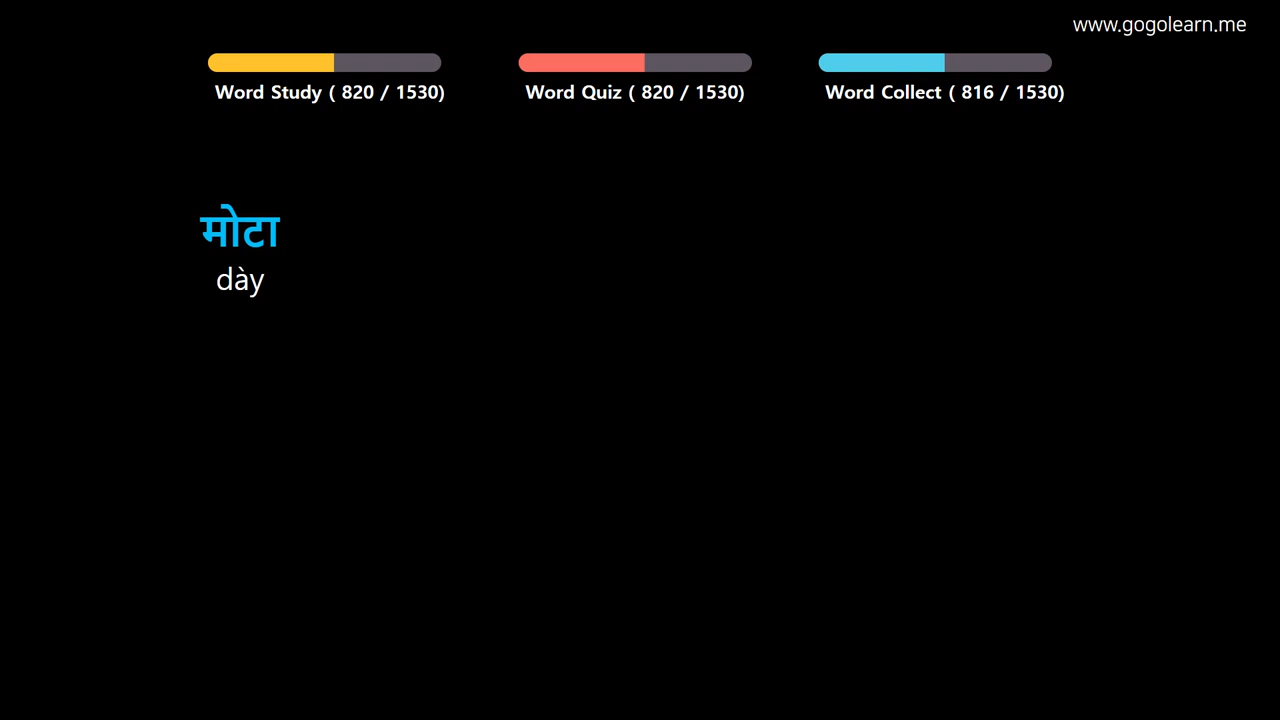 www.gogolearn.me
Word Study ( 820 / 1530)
Word Quiz ( 820 / 1530)
Word Collect ( 816 / 1530)
मोटा
dày